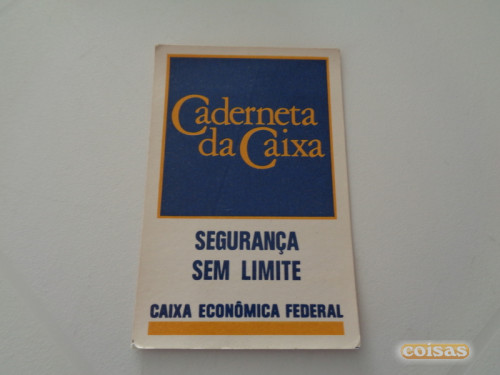 Caderneta
da Caixa
SEGURANÇA
SEM LIMITE
CAIXA ECONÔMICA FEDERAL
coisas